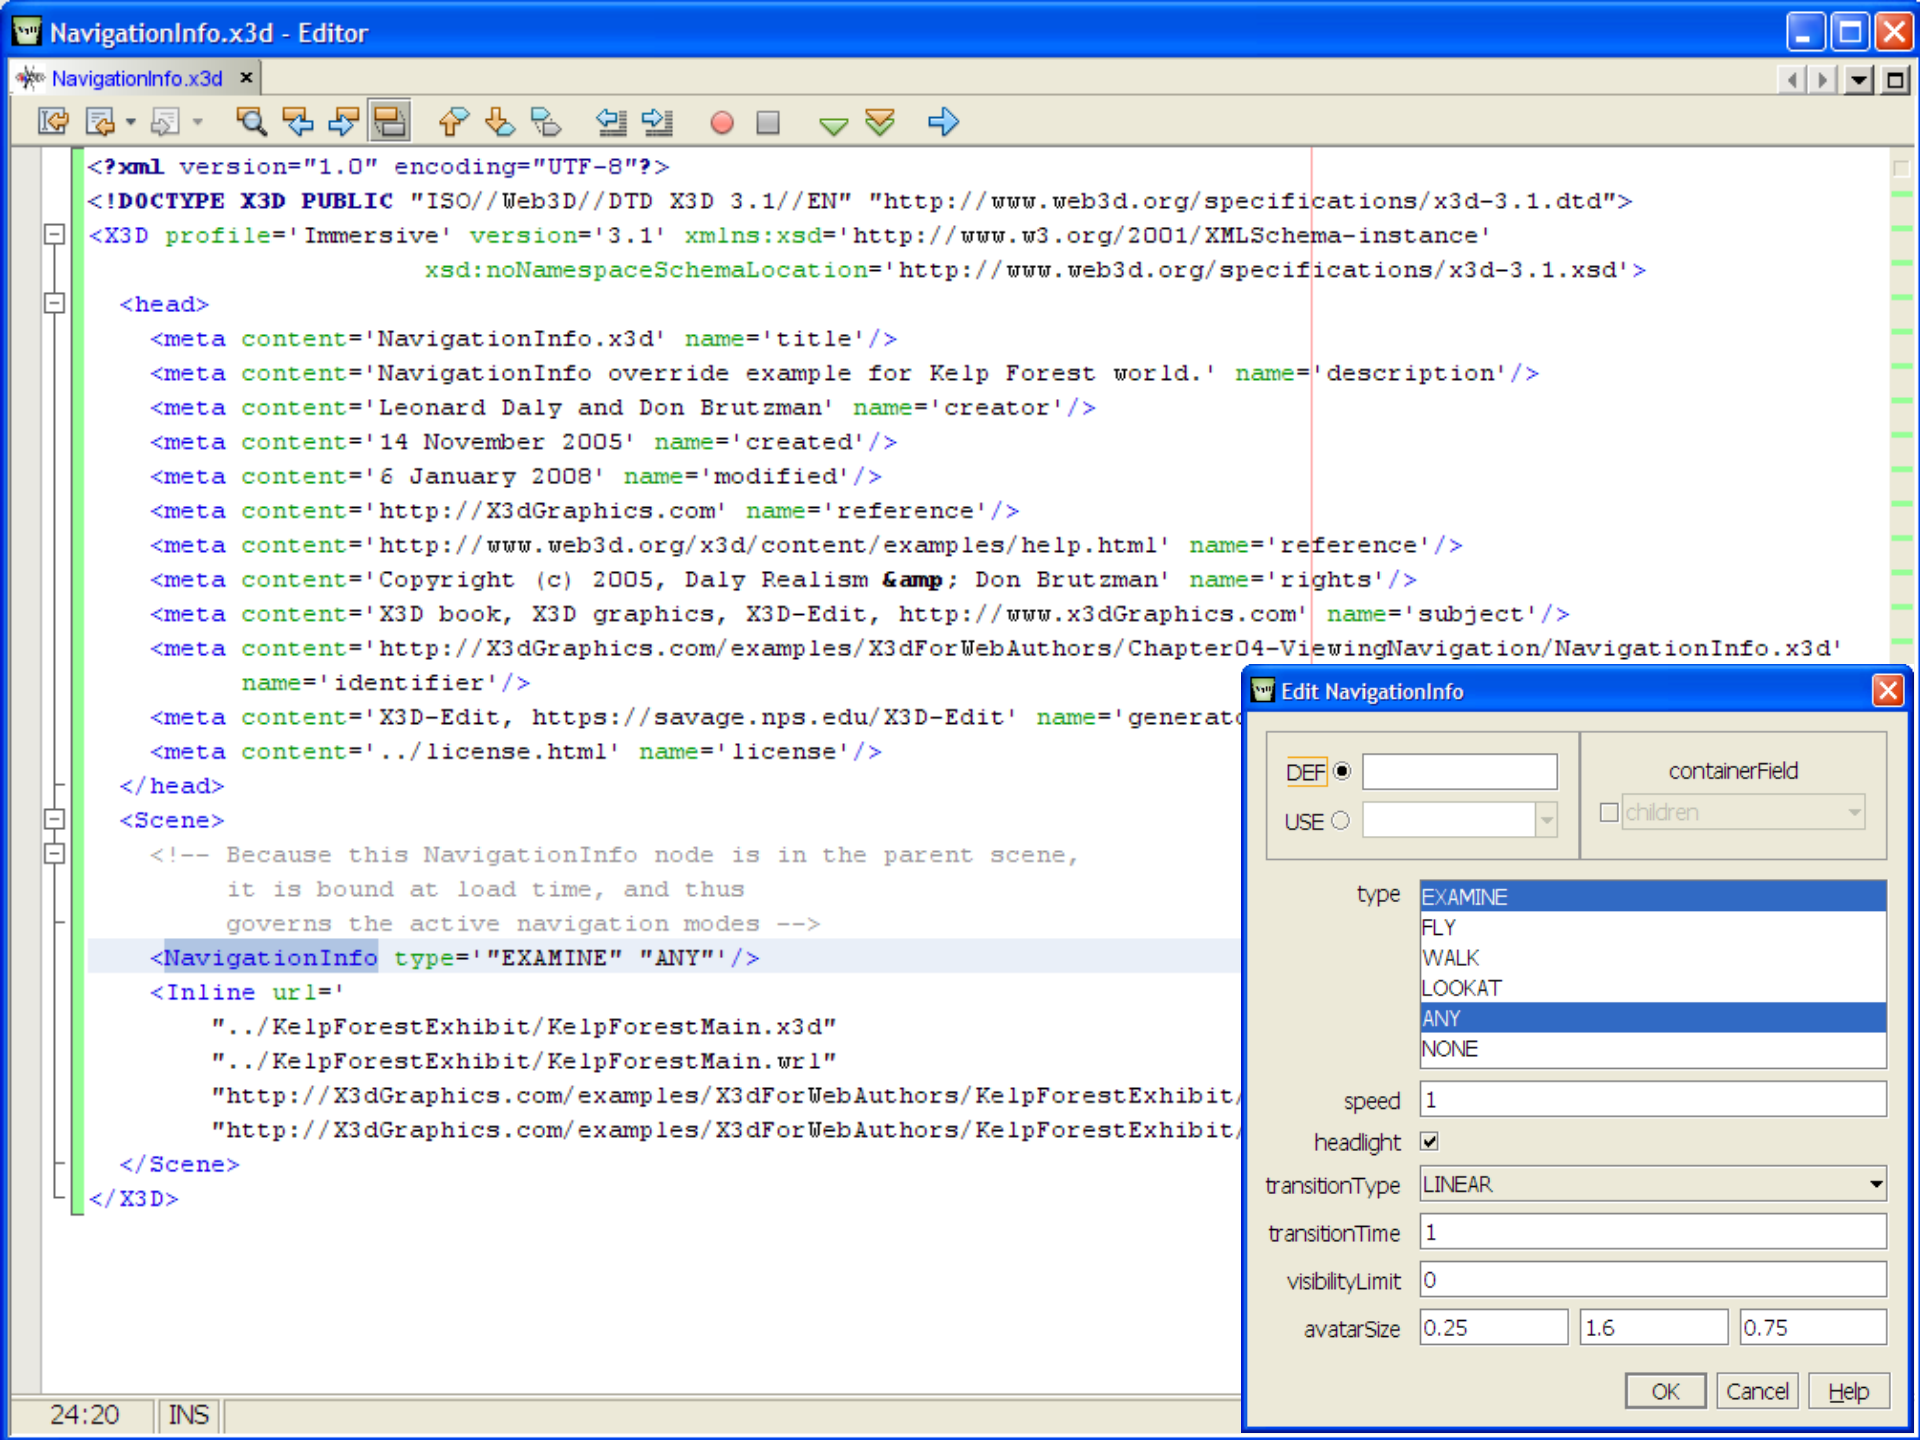 NavigationInfo.x3d - Editor
NavigationInfo.x3d
<?xml version="1.0" encoding="UTF-8"?>
<!DOCTYPE X3D PUBLIC "ISO//Web3D//DTD X3D 3.1//EN" "http://www.web3d.org/specifications/x3d-3.1.dtd">
<X3D profile='Immersive' version='3.1' xmlns:xsd='http://www.w3.org/2001/XMLSchema-instance'
xsd:noNamespaceSchemaLocation='http://www.web3d.org/specifications/x3d-3.1.xsd'>
<head>
<meta content='NavigationInfo.x3d' name='title'/>
<meta content='NavigationInfo override example for Kelp Forest world.' name='description'/>
<meta content='Leonard Daly and Don Brutzman' name='creator'/>
<meta content='14 November 2005' name='created'/>
<meta content='6 January 2008' name='modified'/>
<meta content='http://X3dGraphics.com' name='reference'/>
<meta content='http://www.web3d.org/x3d/content/examples/help.html' name='reference'/>
<meta content='Copyright (c) 2005, Daly Realism &amp; Don Brutzman' name='rights'/>
<meta content='X3D book, X3D graphics, X3D-Edit, http://www.x3dGraphics.com' name='subject'/>
<meta content='http://X3dGraphics.com/examples/X3dForWebAuthors/Chapter04-ViewingNavigation/NavigationInfo.x3d'
name='identifier'/>
<meta content='X3D-Edit, https://savage.nps.edu/X3D-Edit' name='generato
<meta content='../license.html' name='license'/>
</head>
<Scene>
<!-- Because this NavigationInfo node is in the parent scene,
it is bound at load time, and thus
governs the active navigation modes -->
<NavigationInfo type='"EXAMINE" "ANY"'/>
<Inline url='
"../KelpForestExhibit/KelpForestMain.x3d"
"../KelpForestExhibit/KelpForestMain.wrl"
"http://X3dGraphics.com/examples/X3dForWebAuthors/KelpForestExhibit/
"http://X3dGraphics.com/examples/X3dForWebAuthors/KelpForestExhibit/
</Scene>
</X3D>
24:20 INS
Edit NavigationInfo
DEF
USE
containerField
children
type
EXAMINE
FLY
WALK
LOOKAT
ANY
NONE
speed 1
headlight
transitionType LINEAR
transitionTime 1
visibilityLimit 0
avatarSize 0.25 1.6 0.75
OK Cancel Help